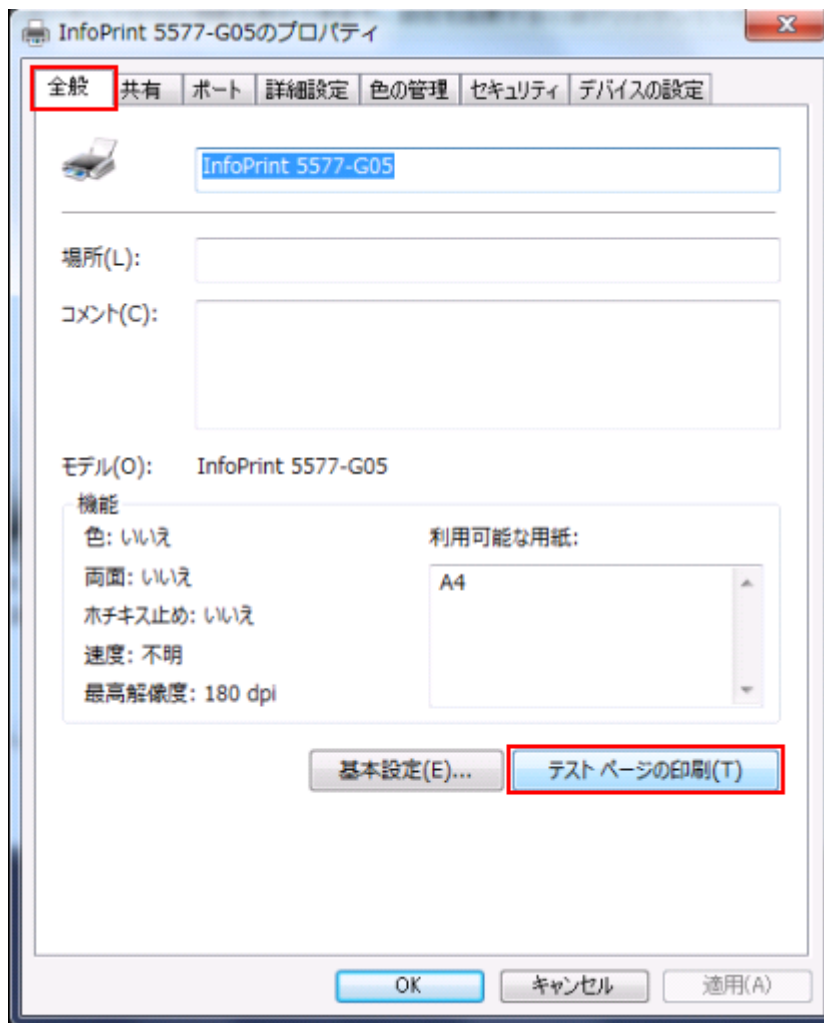 InfoPrint 5577-G05のプロパティ
全般 共有 ポート 詳細設定 色の管理 セキュリティ デバイスの設定
InfoPrint 5577-G05
場所(L):
コメント(C):
モデル(O): InfoPrint 5577-G05
機能
色: いいえ
両面: いいえ
ホチキス止め: いいえ
速度: 不明
最高解像度: 180 dpi
利用可能な用紙:
A4
基本設定(E)... テスト ページの印刷(T)
OK キャンセル 適用(A)